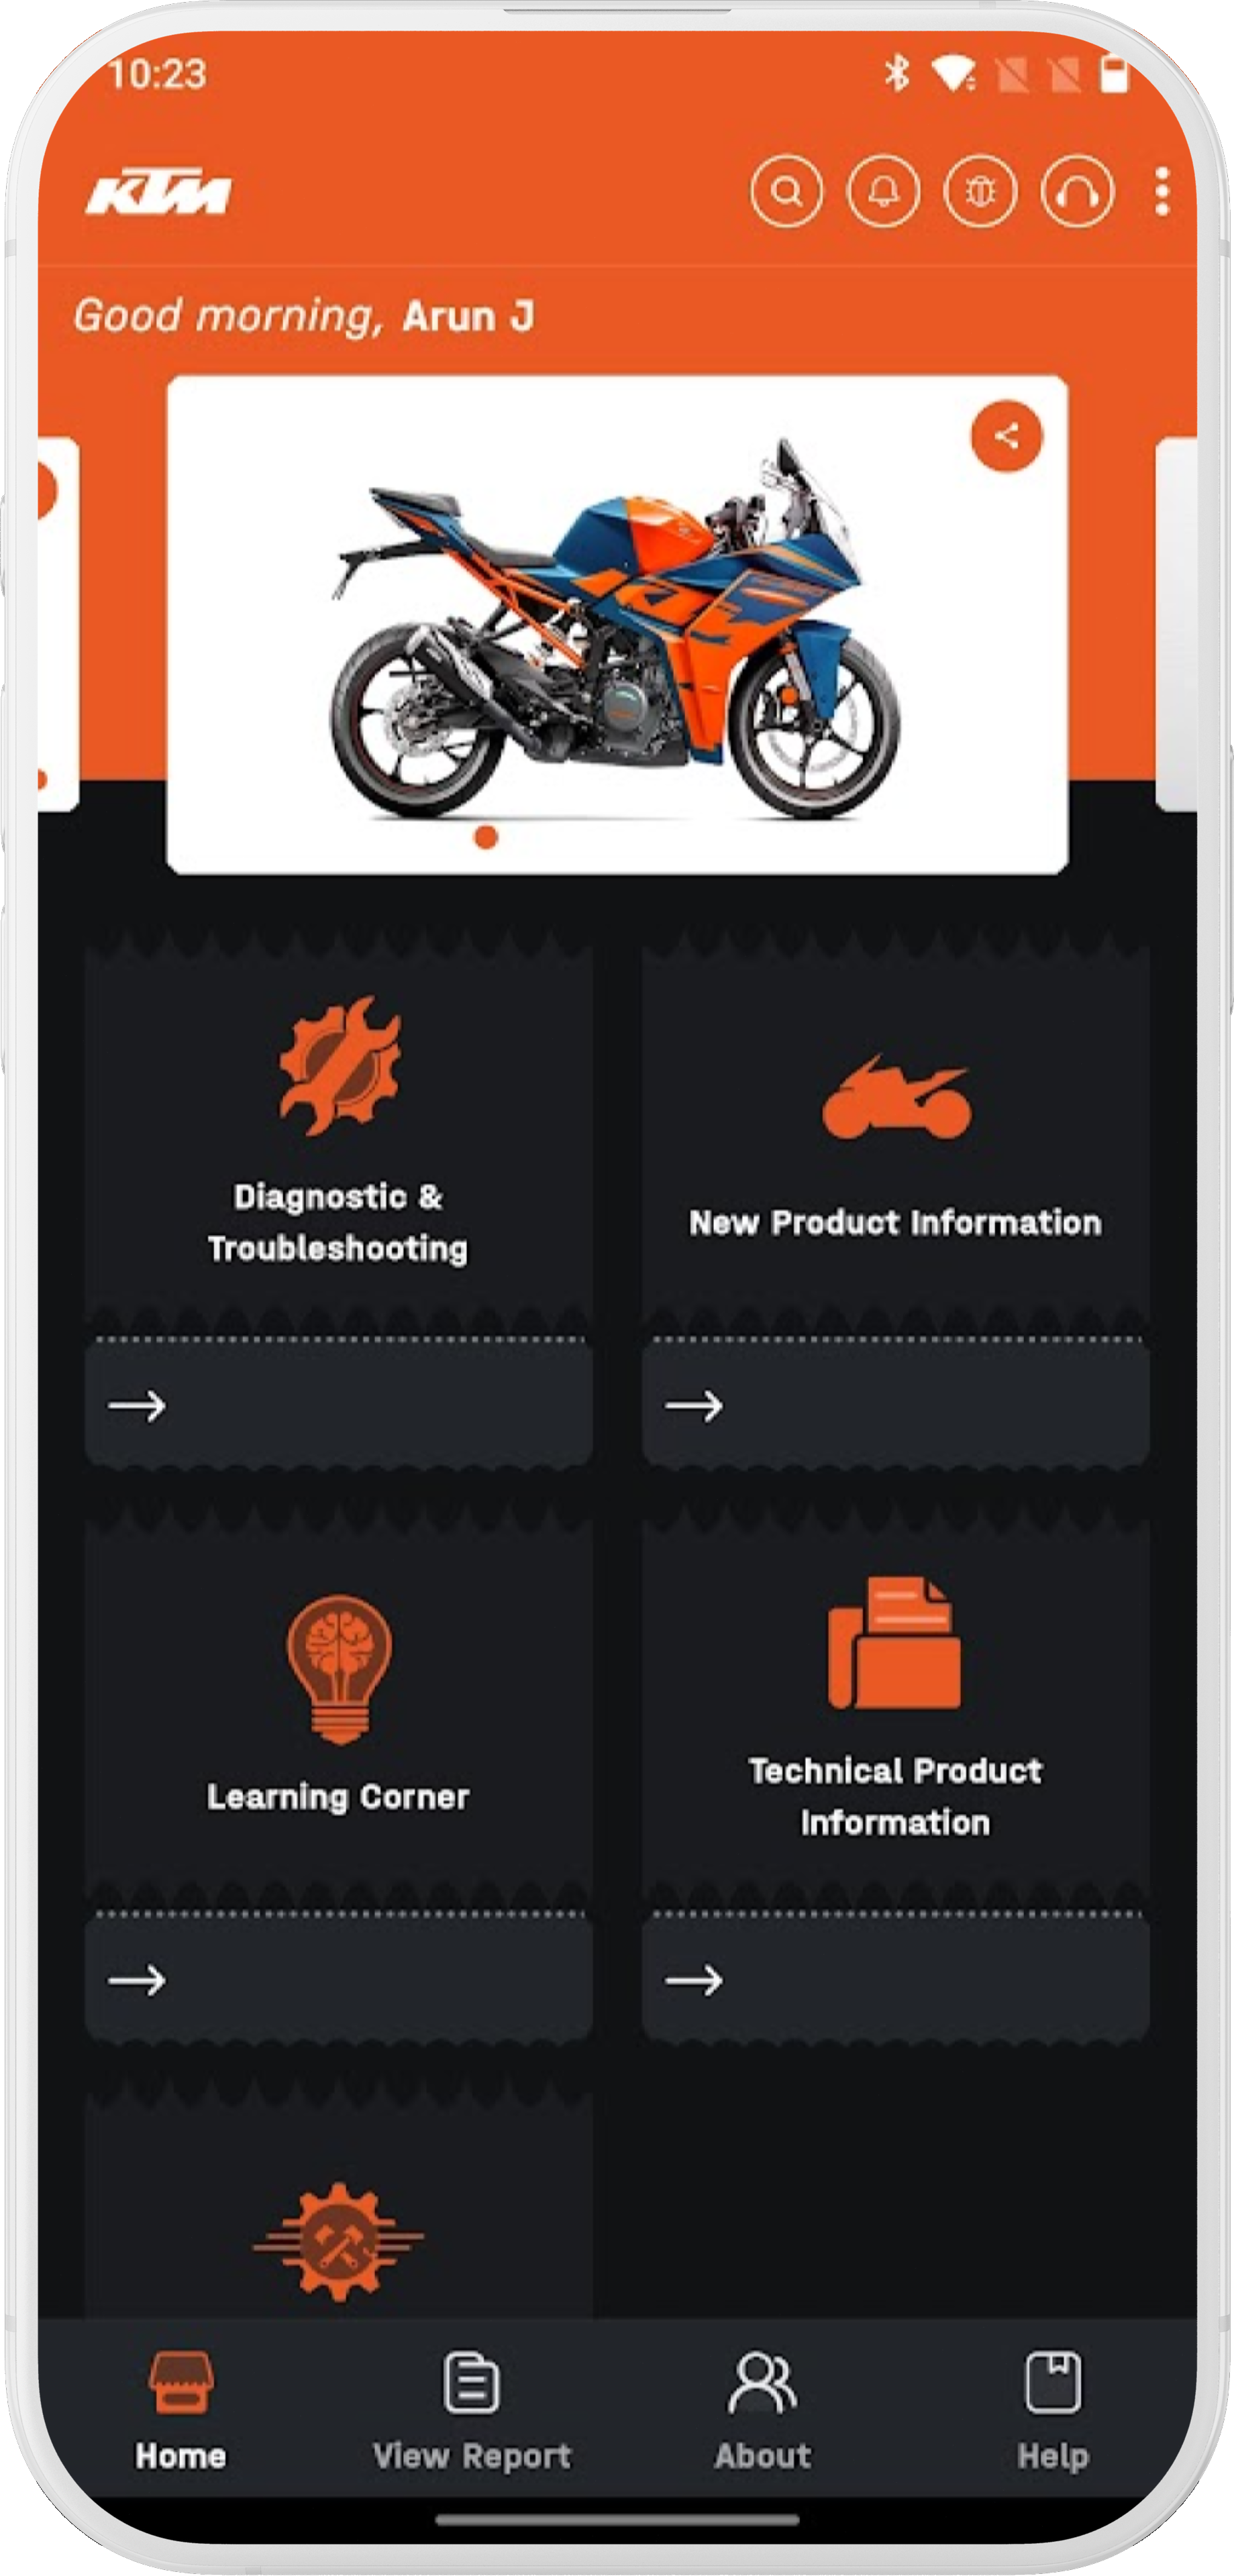 10:23
KTM
Good morning, Arun J
Diagnostic &
Troubleshooting
New Product Information
Learning Corner
Technical Product
Information
Home
View Report
About
Help